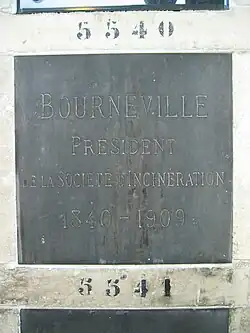 5540
BOURNEVILLE
PRESIDENT
DE LA SOCIETE D'INCINERATION
1840-1909
5541